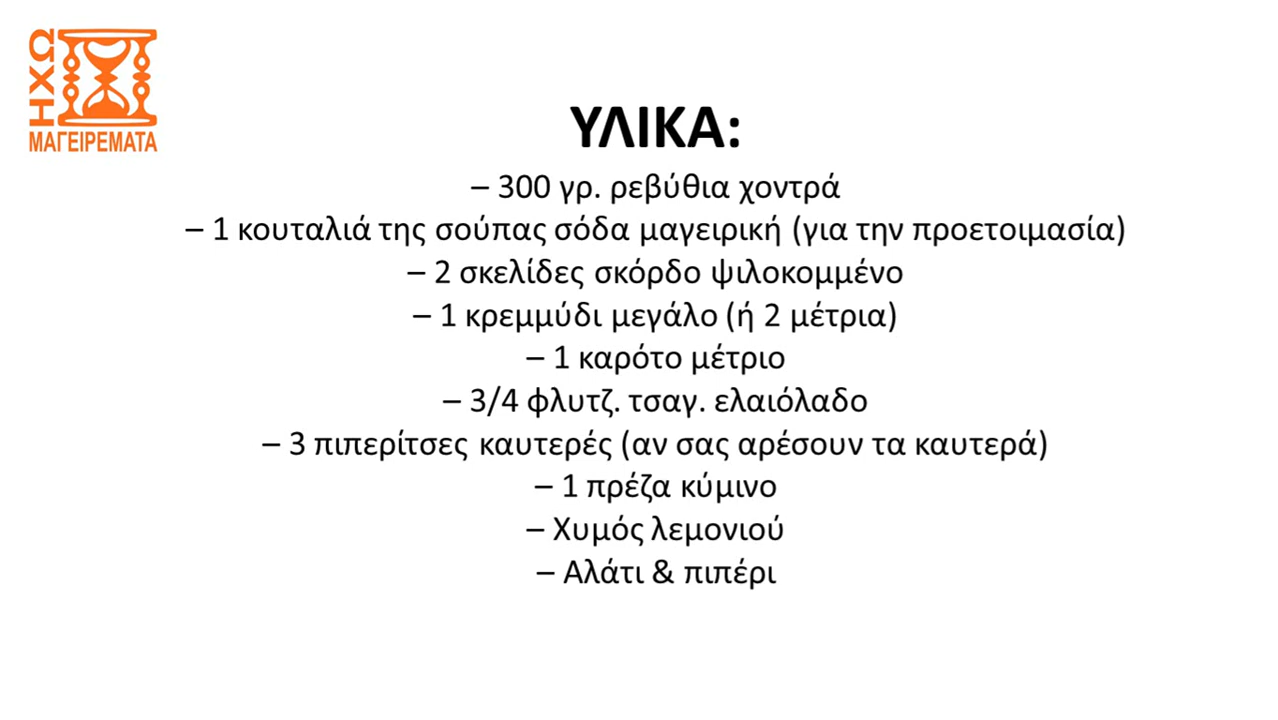 ΗΧΩ
ΜΑΓΕΙΡΕΜΑΤΑ
ΥΛΙΚΑ:
– 300 γρ. ρεβύθια χοντρά
– 1 κουταλιά της σούπας σόδα μαγειρική (για την προετοιμασία)
– 2 σκελίδες σκόρδο ψιλοκομμένο
– 1 κρεμμύδι μεγάλο (ή 2 μέτρια)
– 1 καρότο μέτριο
– 3/4 φλυτζ. τσαγ. ελαιόλαδο
– 3 πιπερίτσες καυτερές (αν σας αρέσουν τα καυτερά)
– 1 πρέζα κύμινο
– Χυμός λεμονιού
– Αλάτι & πιπέρι